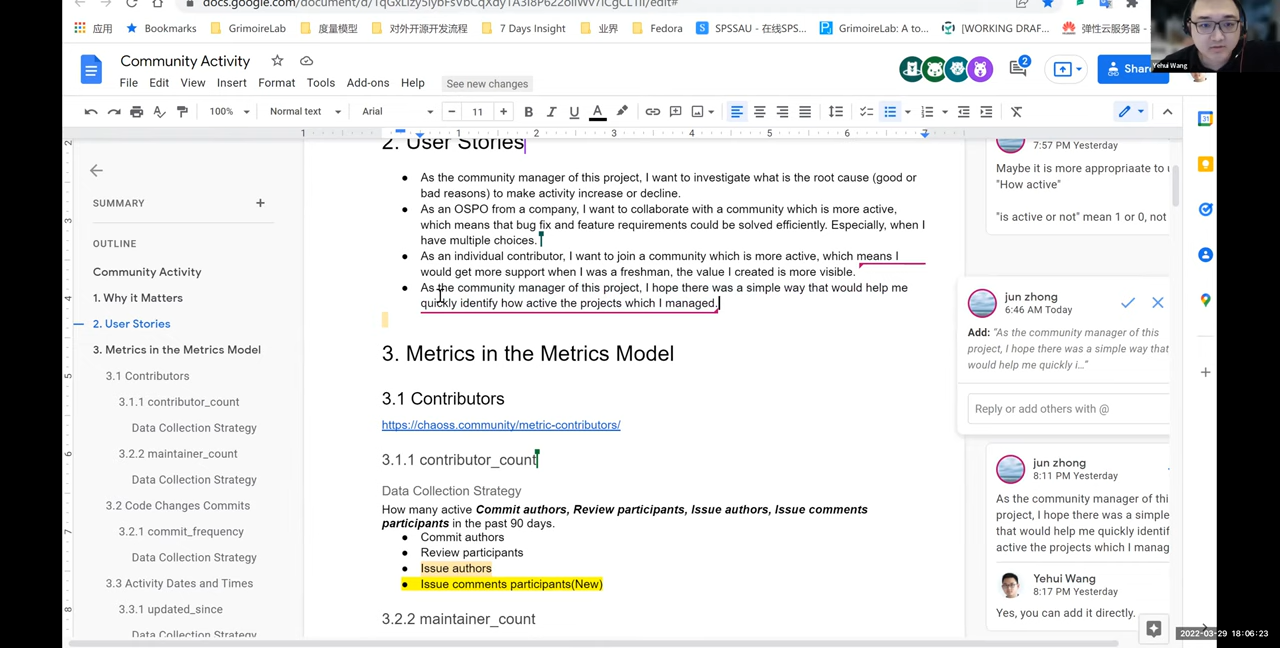 应用
Bookmarks
GrimoireLab
度量模型
对外开源开发流程
7 Days Insight
业界
Fedora
SPSSAU - 在线SPS...
GrimoireLab: A to...
[WORKING DRAF...
弹性云服务器 -
Yehui Wang
Community Activity
File Edit View Insert Format Tools Add-ons Help
See new changes
2
Shar
100%
Normal text
Arial
11
SUMMARY
OUTLINE
Community Activity
1. Why it Matters
2. User Stories
3. Metrics in the Metrics Model
3.1 Contributors
3.1.1 contributor_count
Data Collection Strategy
3.2.2 maintainer_count
Data Collection Strategy
3.2 Code Changes Commits
3.2.1 commit_frequency
Data Collection Strategy
3.3 Activity Dates and Times
3.3.1 updated_since
Data Collection Strategy
2. User Stories
As the community manager of this project, I want to investigate what is the root cause (good or
bad reasons) to make activity increase or decline.
As an OSPO from a company, I want to collaborate with a community which is more active,
which means that bug fix and feature requirements could be solved efficiently. Especially, when I
have multiple choices.
As an individual contributor, I want to join a community which is more active, which means I
would get more support when I was a freshman, the value I created is more visible.
As the community manager of this project, I hope there was a simple way that would help me
quickly identify how active the projects which I managed.
3. Metrics in the Metrics Model
3.1 Contributors
https://chaoss.community/metric-contributors/
3.1.1 contributor_count
Data Collection Strategy
How many active Commit authors, Review participants, Issue authors, Issue comments
participants in the past 90 days.
Commit authors
Review participants
Issue authors
Issue comments participants(New)
3.2.2 maintainer_count
7:57 PM Yesterday
Maybe it is more appropriaate to
"How active"
"is active or not" mean 1 or 0, not
jun zhong
6:46 AM Today
Add: "As the community manager of this
project, I hope there was a simple way that
would help me quickly i..."
Reply or add others with @
jun zhong
8:11 PM Yesterday
As the community manager of thi
project, I hope there was a simple
that would help me quickly identif
active the projects which I manag
Yehui Wang
8:17 PM Yesterday
Yes, you can add it directly.
2022-03-29 18:06:23